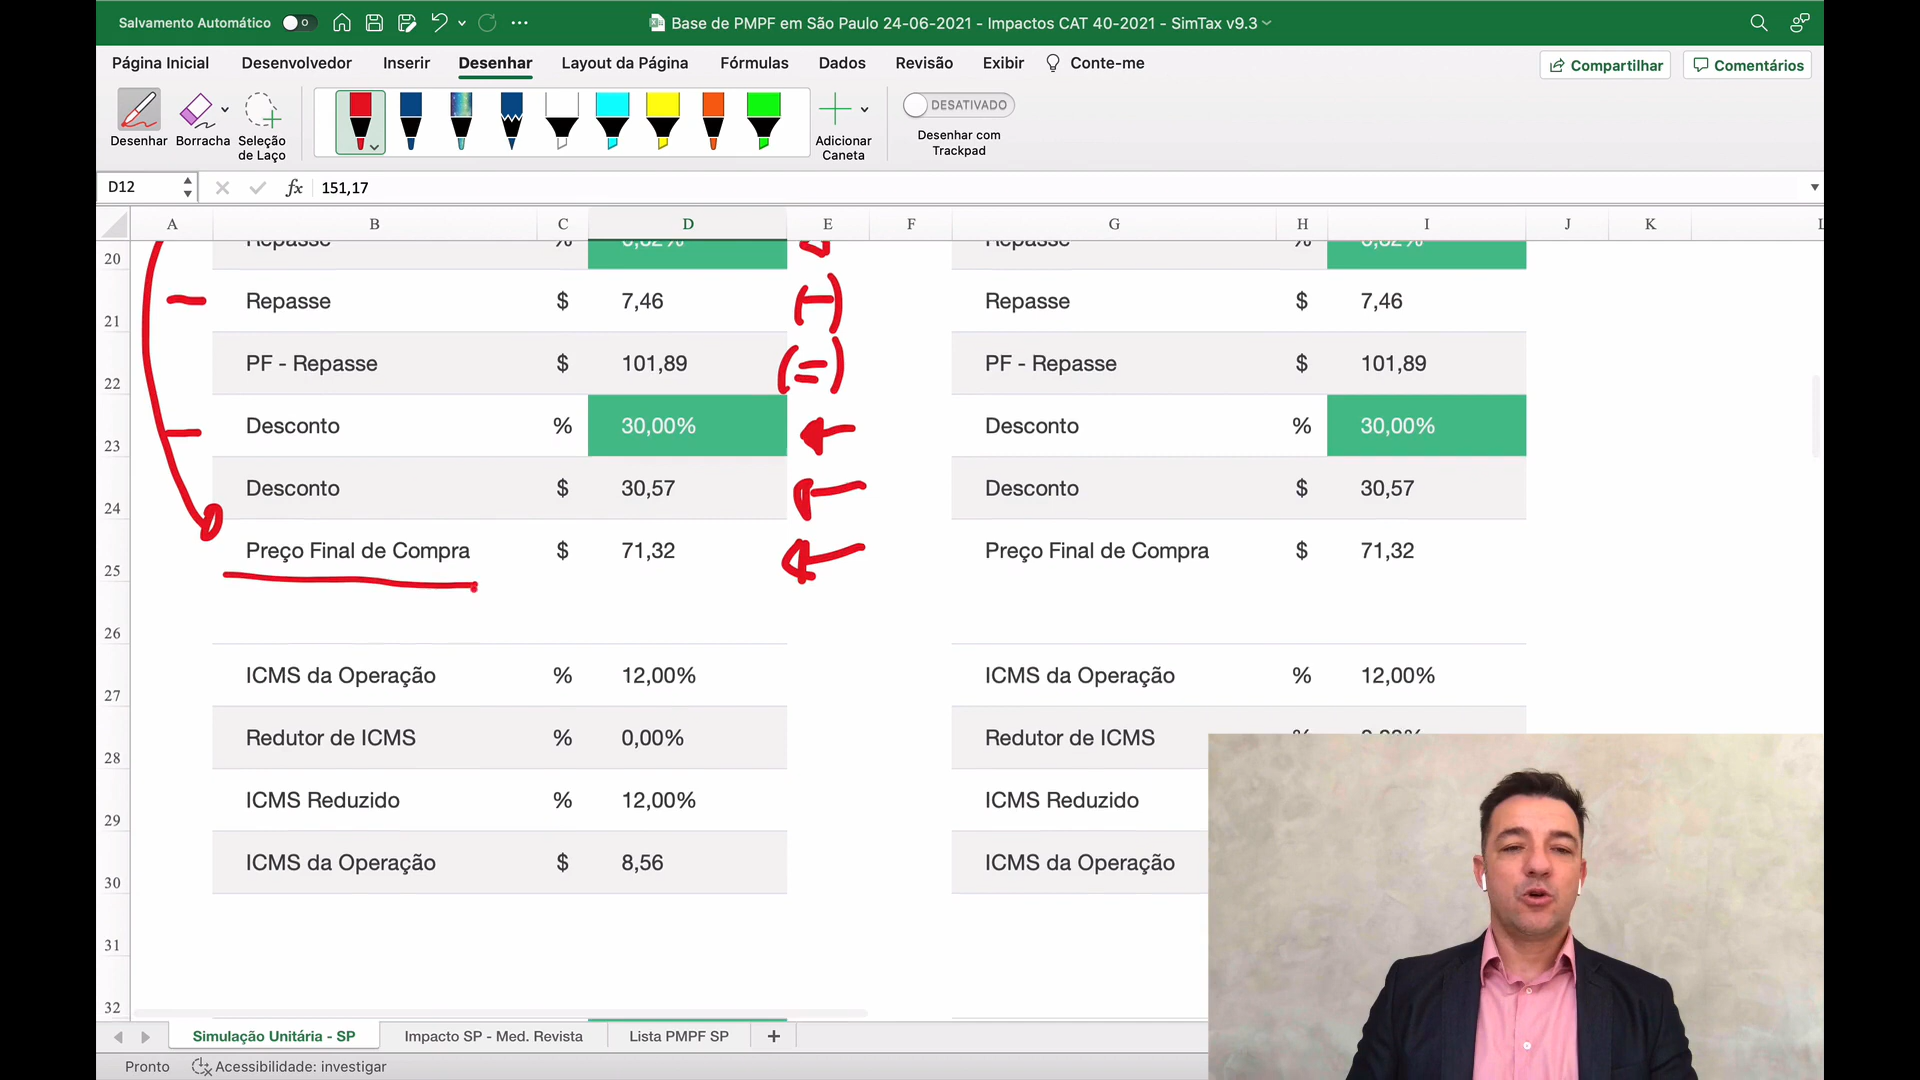 Salvamento Automático
Base de PMPF em São Paulo 24-06-2021 - Impactos CAT 40-2021 - SimTax v9.3
Página Inicial Desenvolvedor Inserir Desenhar Layout da Página Fórmulas Dados Revisão Exibir Conte-me Compartilhar Comentários
Desenhar Borracha Seleção de Laço Adicionar Caneta DESATIVADO Desenhar com Trackpad
D12 fx 151,17
A B C D E F G H I J K L
20 Repasse % Repasse %
21 Repasse $ 7,46 (-) Repasse $ 7,46
22 PF - Repasse $ 101,89 (=) PF - Repasse $ 101,89
23 Desconto % 30,00% Desconto % 30,00%
24 Desconto $ 30,57 Desconto $ 30,57
25 Preço Final de Compra $ 71,32 Preço Final de Compra $ 71,32
26
27 ICMS da Operação % 12,00% ICMS da Operação % 12,00%
28 Redutor de ICMS % 0,00% Redutor de ICMS %
29 ICMS Reduzido % 12,00% ICMS Reduzido
30 ICMS da Operação $ 8,56 ICMS da Operação
31
32
Simulação Unitária - SP Impacto SP - Med. Revista Lista PMPF SP +
Pronto Acessibilidade: investigar